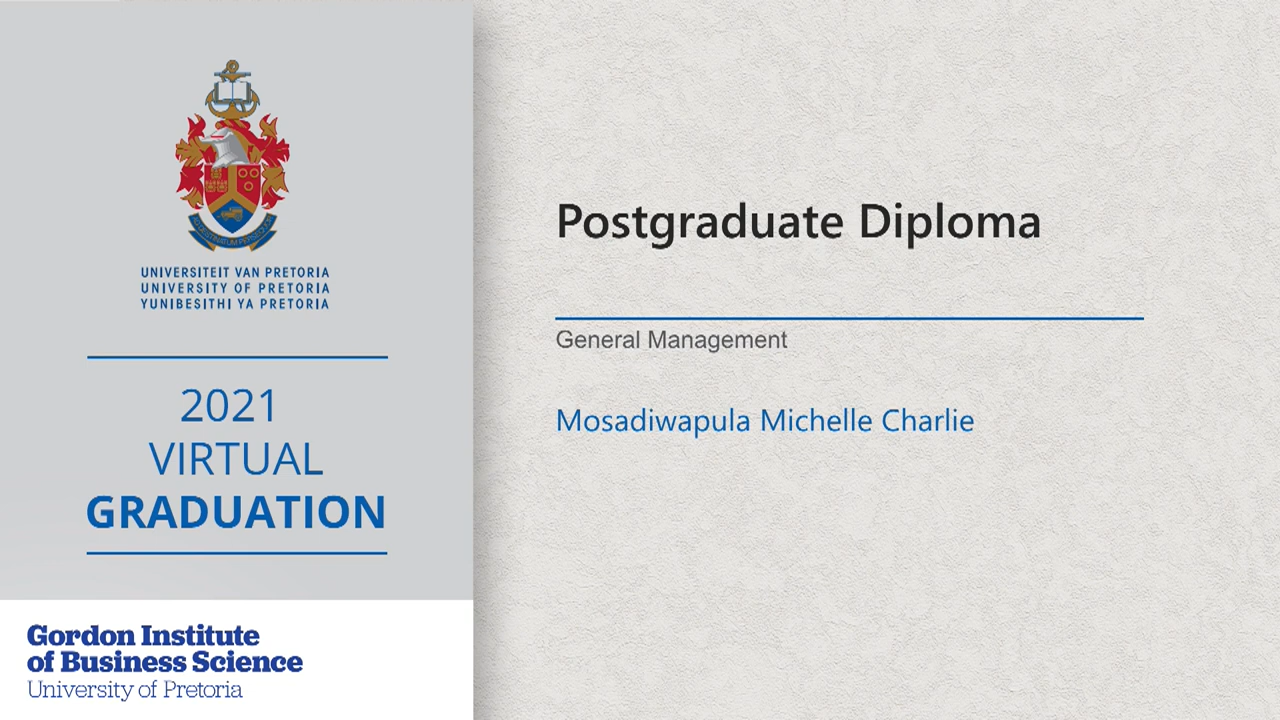 UNIVERSITEIT VAN PRETORIA
UNIVERSITY OF PRETORIA
YUNIBESITHI YA PRETORIA
2021
VIRTUAL
GRADUATION
Gordon Institute
of Business Science
University of Pretoria
Postgraduate Diploma
General Management
Mosadiwapula Michelle Charlie